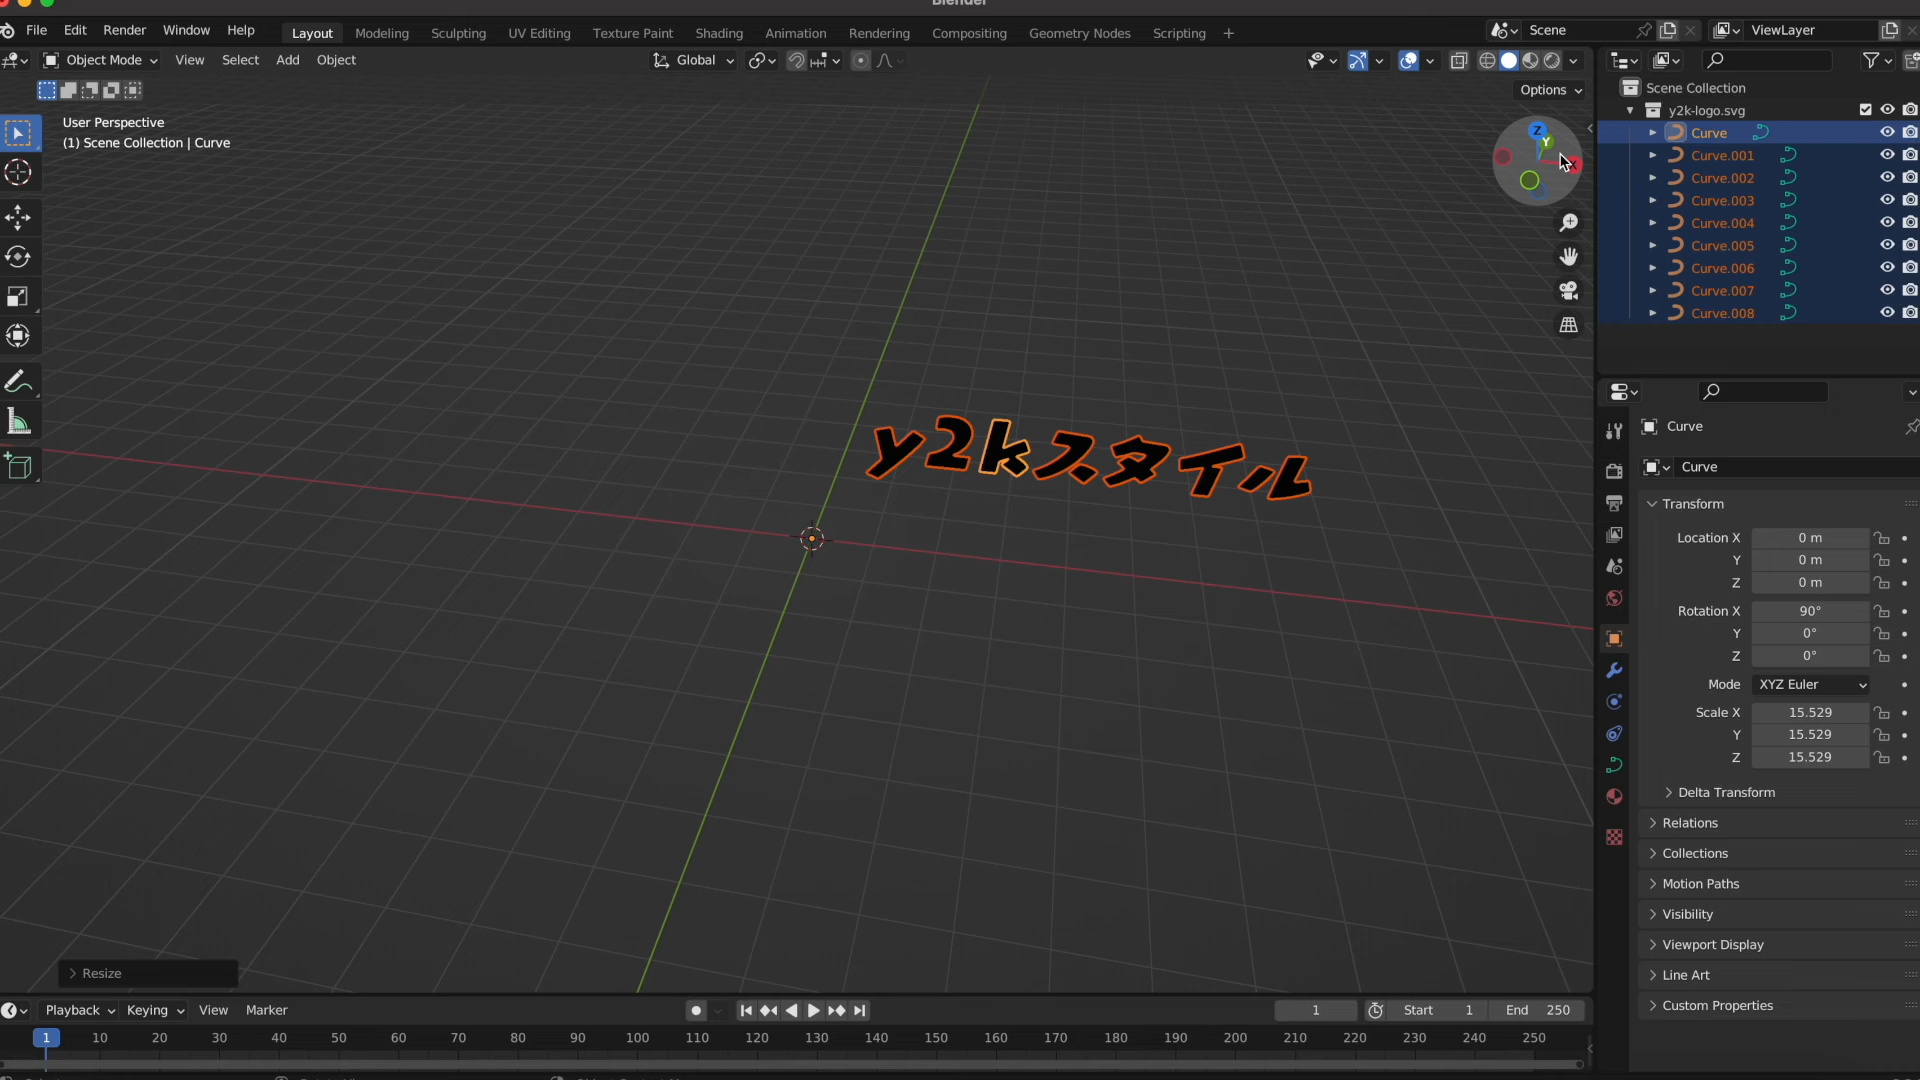 Blender
File Edit Render Window Help
Layout Modeling Sculpting UV Editing Texture Paint Shading Animation Rendering Compositing Geometry Nodes Scripting +
Scene
ViewLayer
Object Mode View Select Add Object
Global
Options
User Perspective
(1) Scene Collection | Curve
Z
Y
X
y2kスタイル
Resize
Scene Collection
y2k-logo.svg
Curve
Curve.001
Curve.002
Curve.003
Curve.004
Curve.005
Curve.006
Curve.007
Curve.008
Curve
Curve
Transform
Location X 0 m
Y 0 m
Z 0 m
Rotation X 90°
Y 0°
Z 0°
Mode XYZ Euler
Scale X 15.529
Y 15.529
Z 15.529
Delta Transform
Relations
Collections
Motion Paths
Visibility
Viewport Display
Line Art
Custom Properties
Playback Keying View Marker
1 Start 1 End 250
1 10 20 30 40 50 60 70 80 90 100 110 120 130 140 150 160 170 180 190 200 210 220 230 240 250